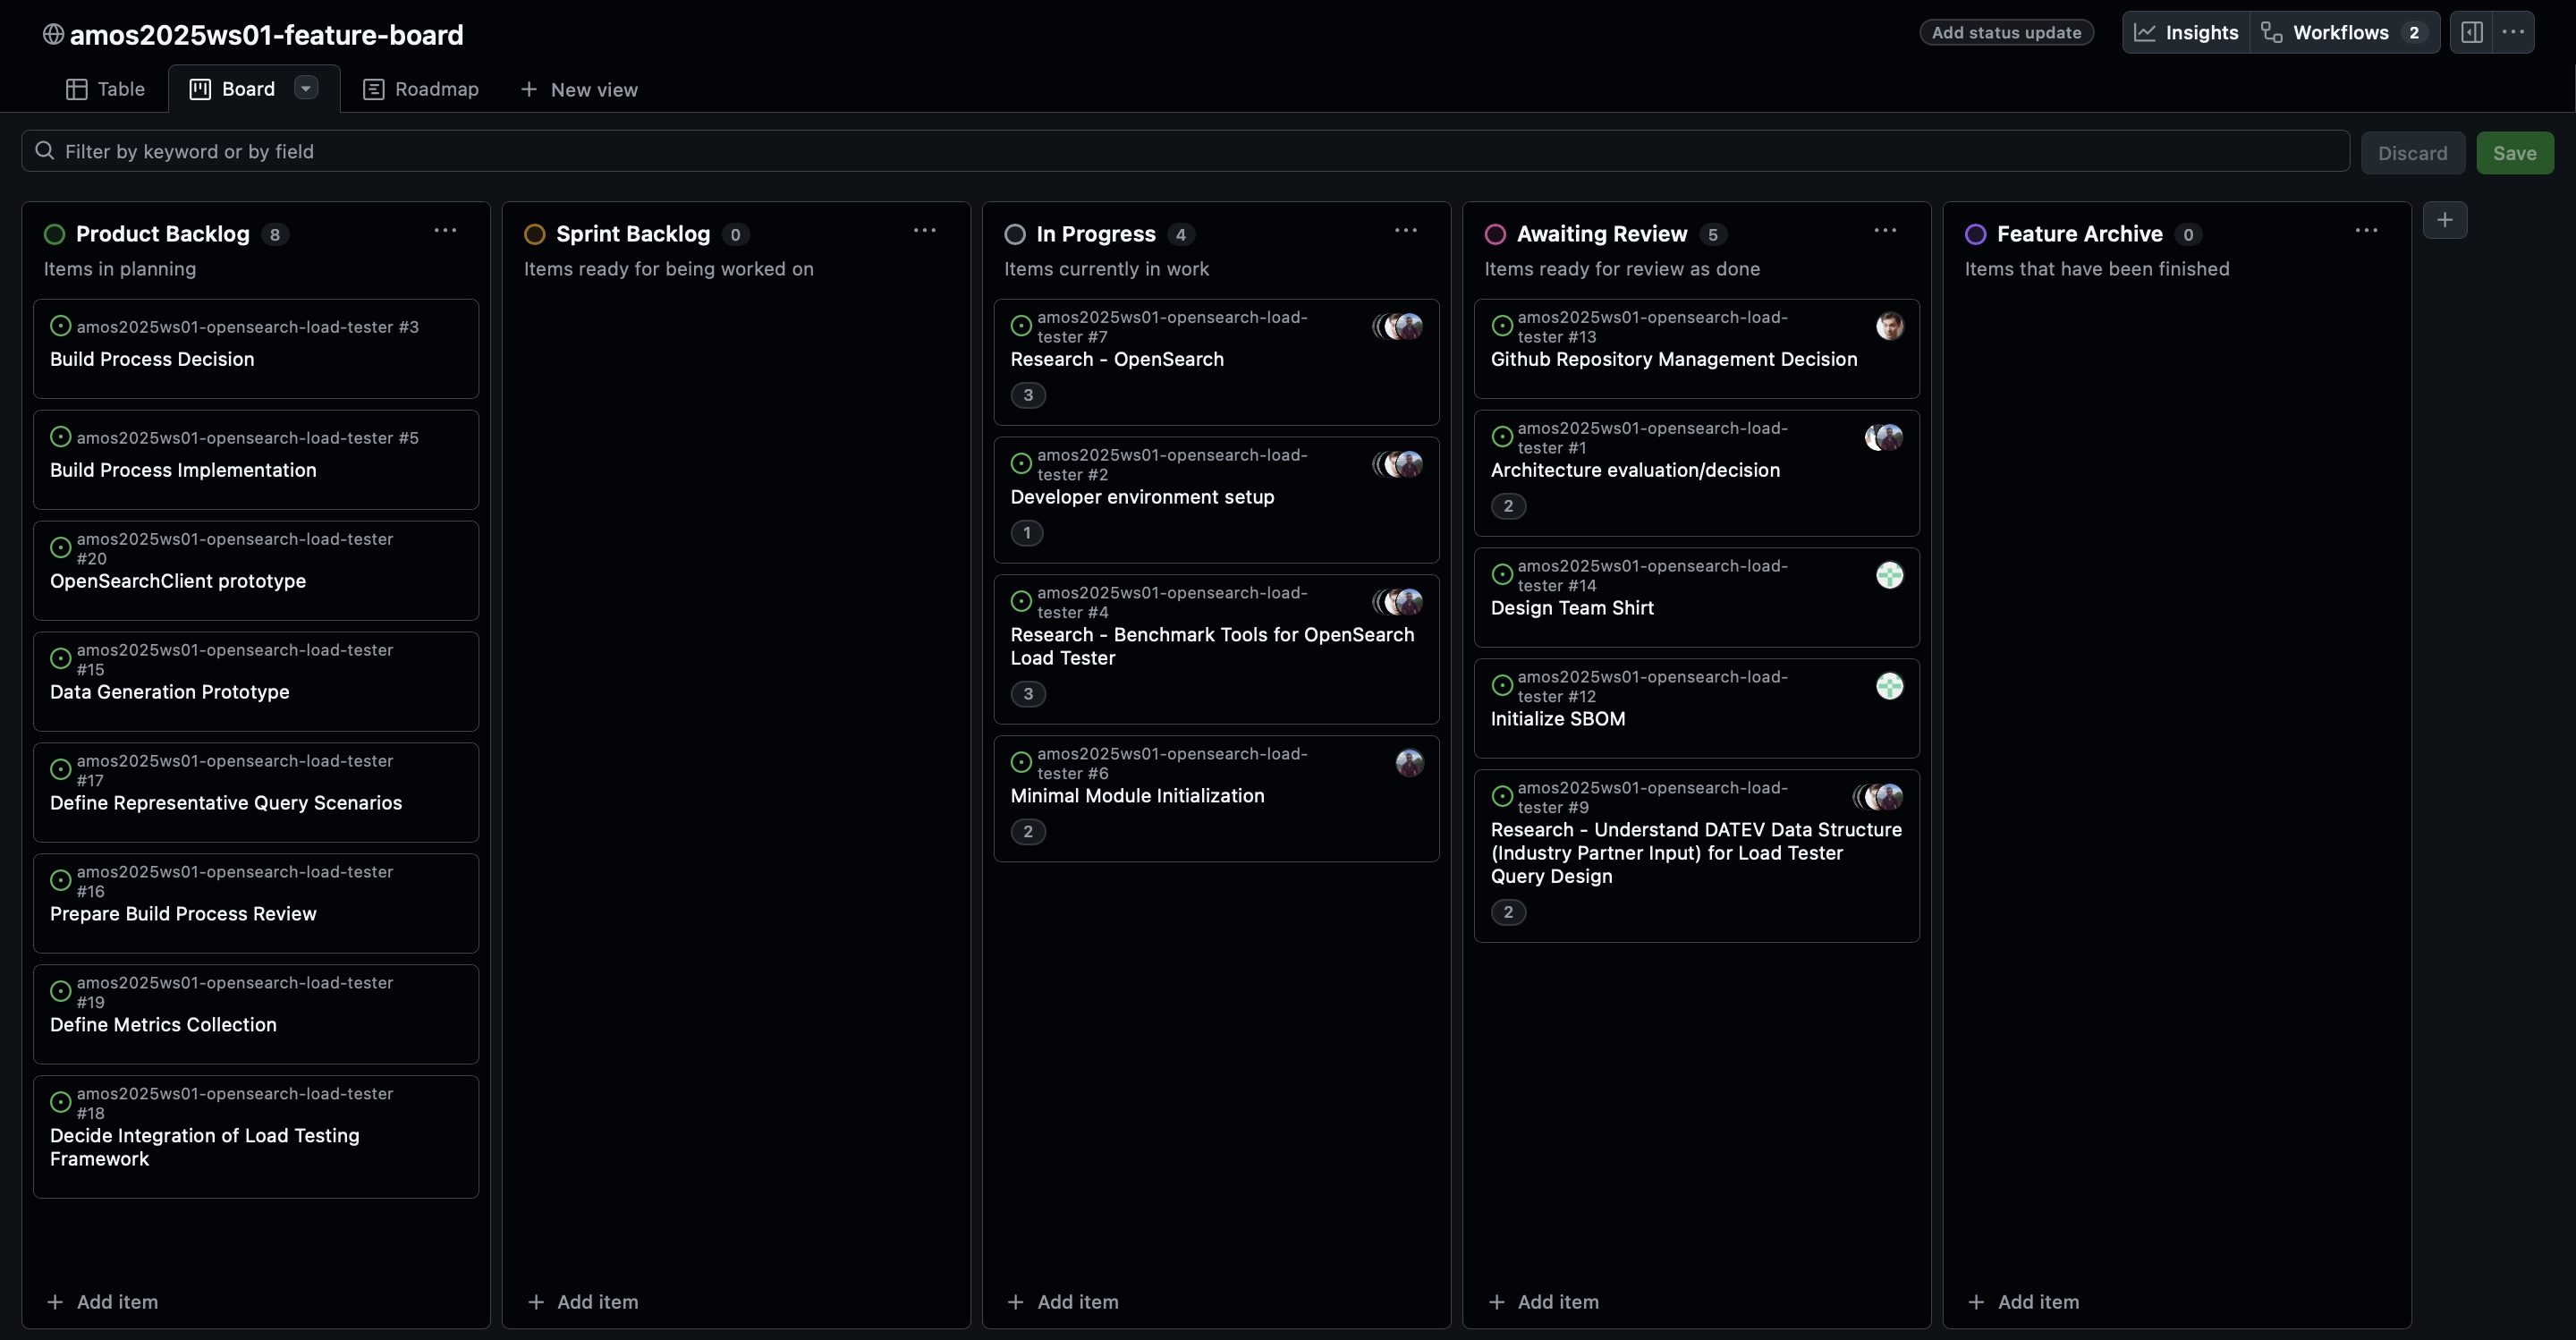 amos2025ws01-feature-board
Add status update
Insights
Workflows 2
Table
Board
Roadmap
New view
Filter by keyword or by field
Discard
Save
Product Backlog 8
Items in planning
amos2025ws01-opensearch-load-tester #3
Build Process Decision
amos2025ws01-opensearch-load-tester #5
Build Process Implementation
amos2025ws01-opensearch-load-tester
#20
OpenSearchClient prototype
amos2025ws01-opensearch-load-tester
#15
Data Generation Prototype
amos2025ws01-opensearch-load-tester
#17
Define Representative Query Scenarios
amos2025ws01-opensearch-load-tester
#16
Prepare Build Process Review
amos2025ws01-opensearch-load-tester
#19
Define Metrics Collection
amos2025ws01-opensearch-load-tester
#18
Decide Integration of Load Testing
Framework
Add item
Sprint Backlog 0
Items ready for being worked on
Add item
In Progress 4
Items currently in work
amos2025ws01-opensearch-load-
tester #7
Research - OpenSearch
3
amos2025ws01-opensearch-load-
tester #2
Developer environment setup
1
amos2025ws01-opensearch-load-
tester #4
Research - Benchmark Tools for OpenSearch
Load Tester
3
amos2025ws01-opensearch-load-
tester #6
Minimal Module Initialization
2
Add item
Awaiting Review 5
Items ready for review as done
amos2025ws01-opensearch-load-
tester #13
Github Repository Management Decision
amos2025ws01-opensearch-load-
tester #1
Architecture evaluation/decision
2
amos2025ws01-opensearch-load-
tester #14
Design Team Shirt
amos2025ws01-opensearch-load-
tester #12
Initialize SBOM
amos2025ws01-opensearch-load-
tester #9
Research - Understand DATEV Data Structure
(Industry Partner Input) for Load Tester
Query Design
2
Add item
Feature Archive 0
Items that have been finished
Add item